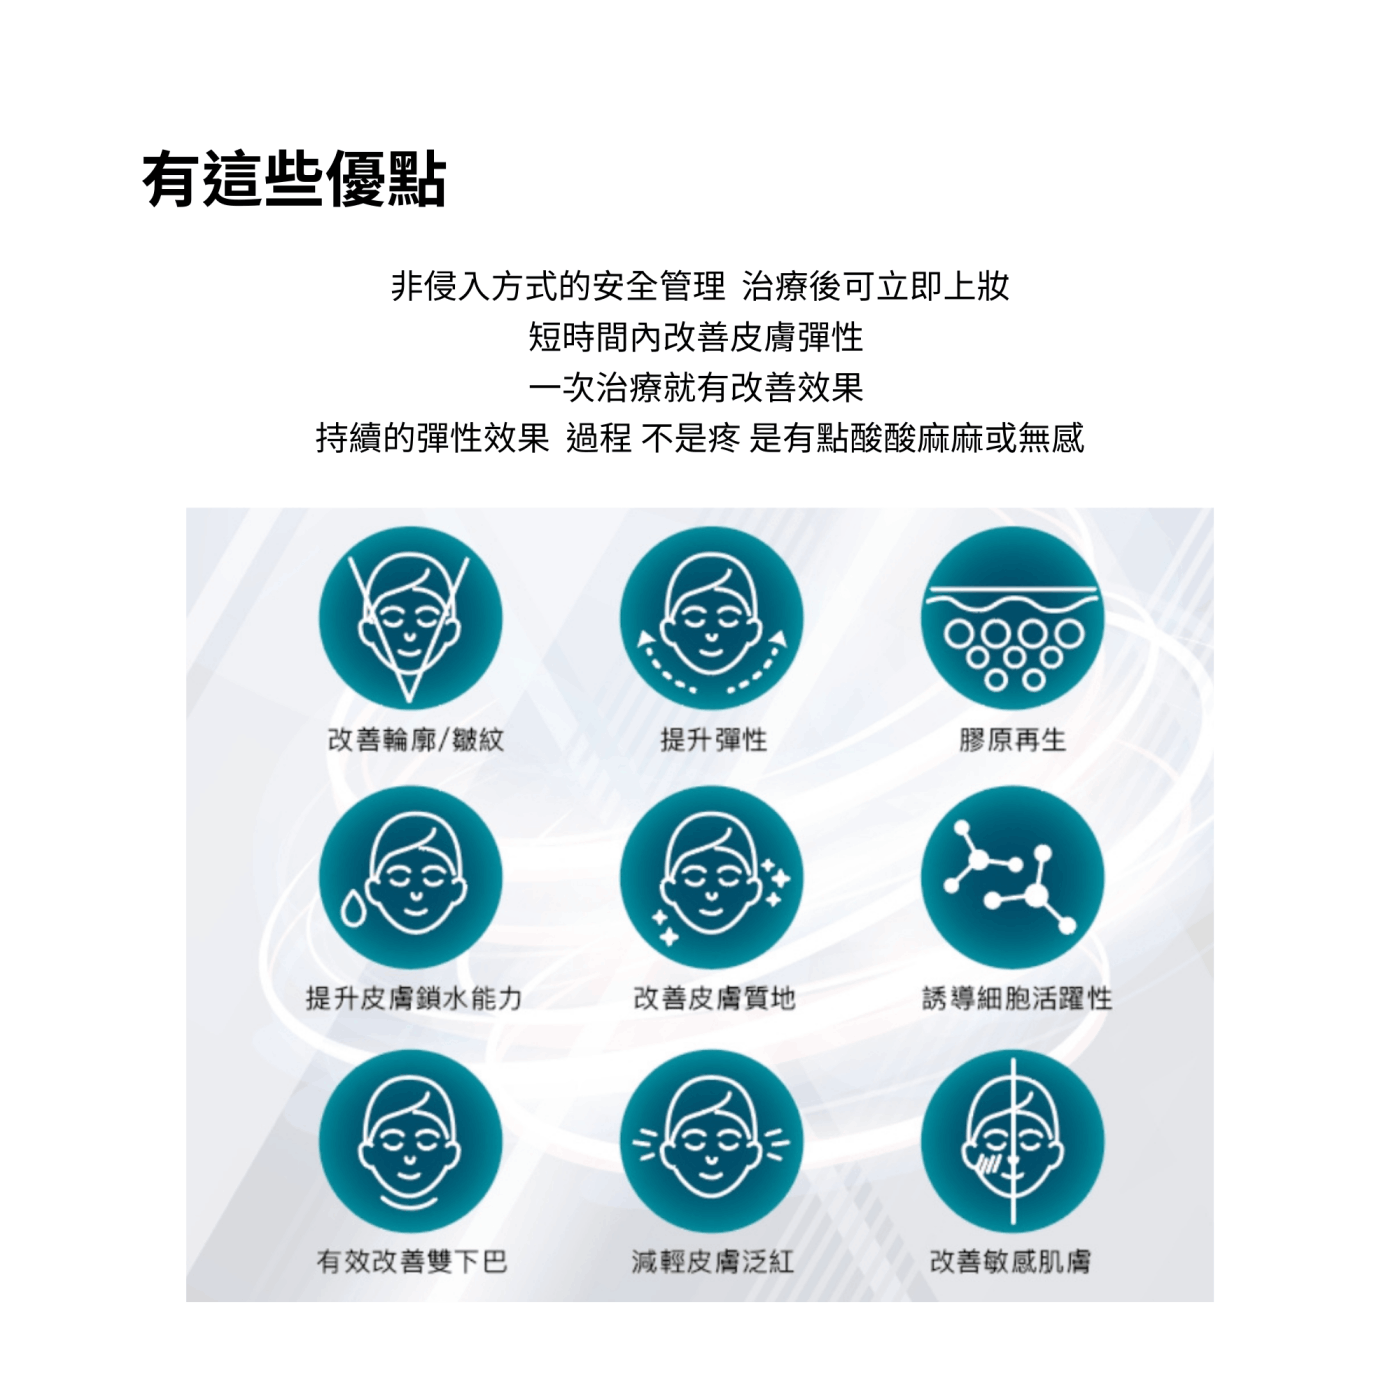 有這些優點
非侵入方式的安全管理 治療後可立即上妝
短時間內改善皮膚彈性
一次治療就有改善效果
持續的彈性效果 過程 不是疼 是有點酸酸麻麻或無感
改善輪廓/皺紋
提升彈性
膠原再生
提升皮膚鎖水能力
改善皮膚質地
誘導細胞活躍性
有效改善雙下巴
減輕皮膚泛紅
改善敏感肌膚